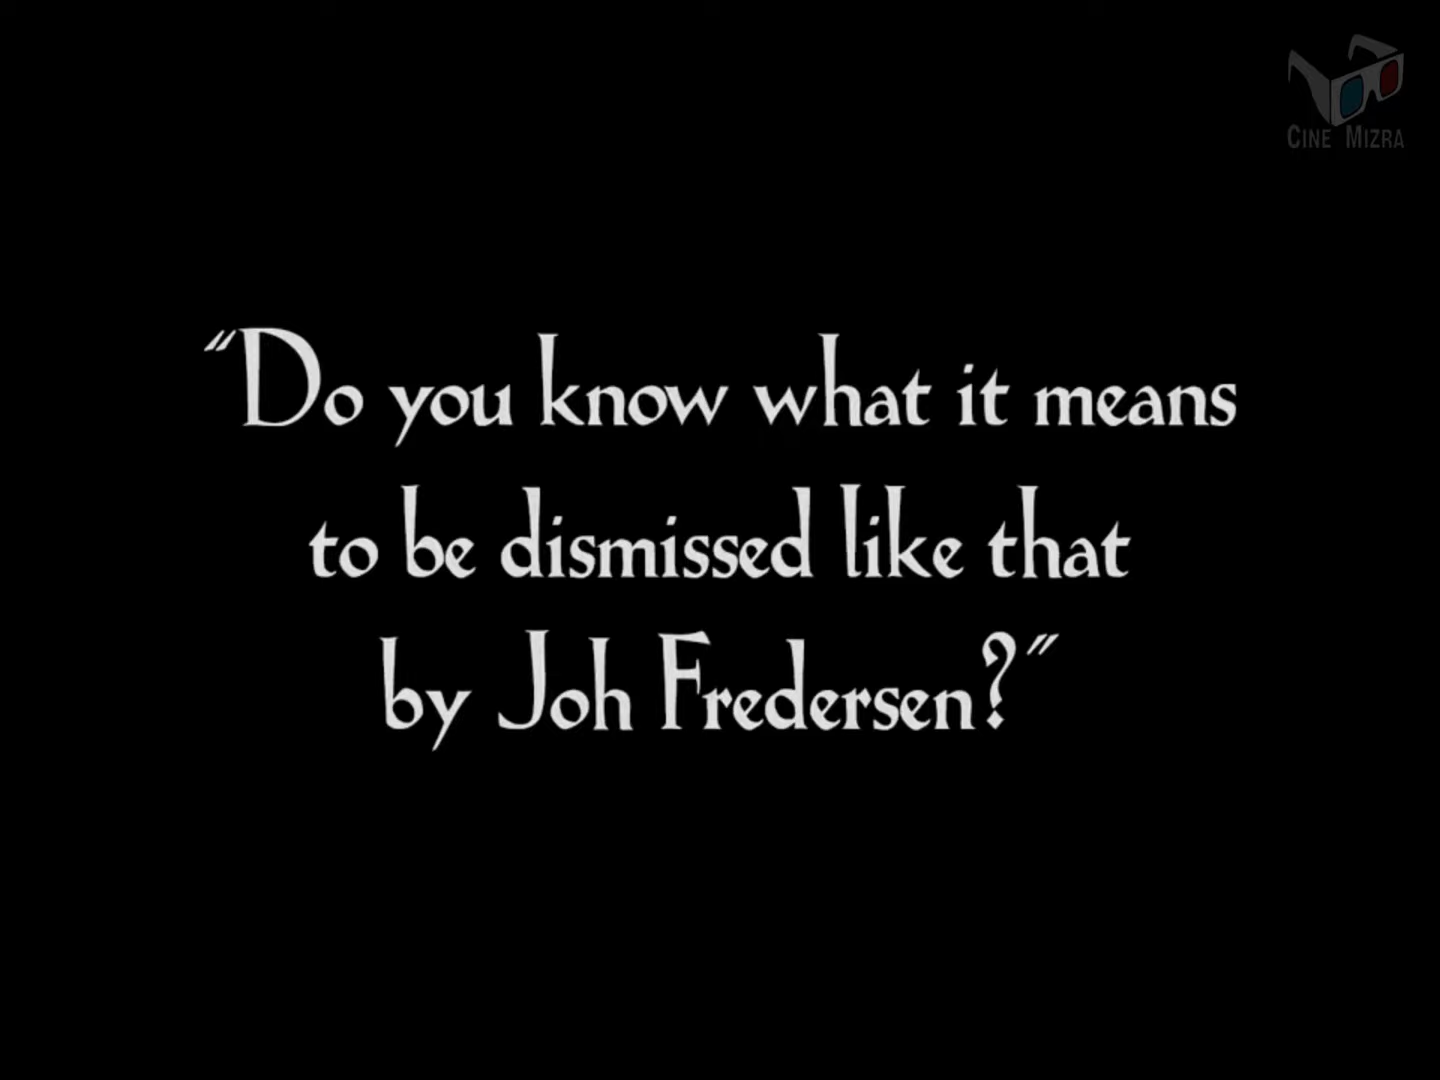 CINE MIZRA
“Do you know what it means
to be dismissed like that
by Joh Fredersen?”